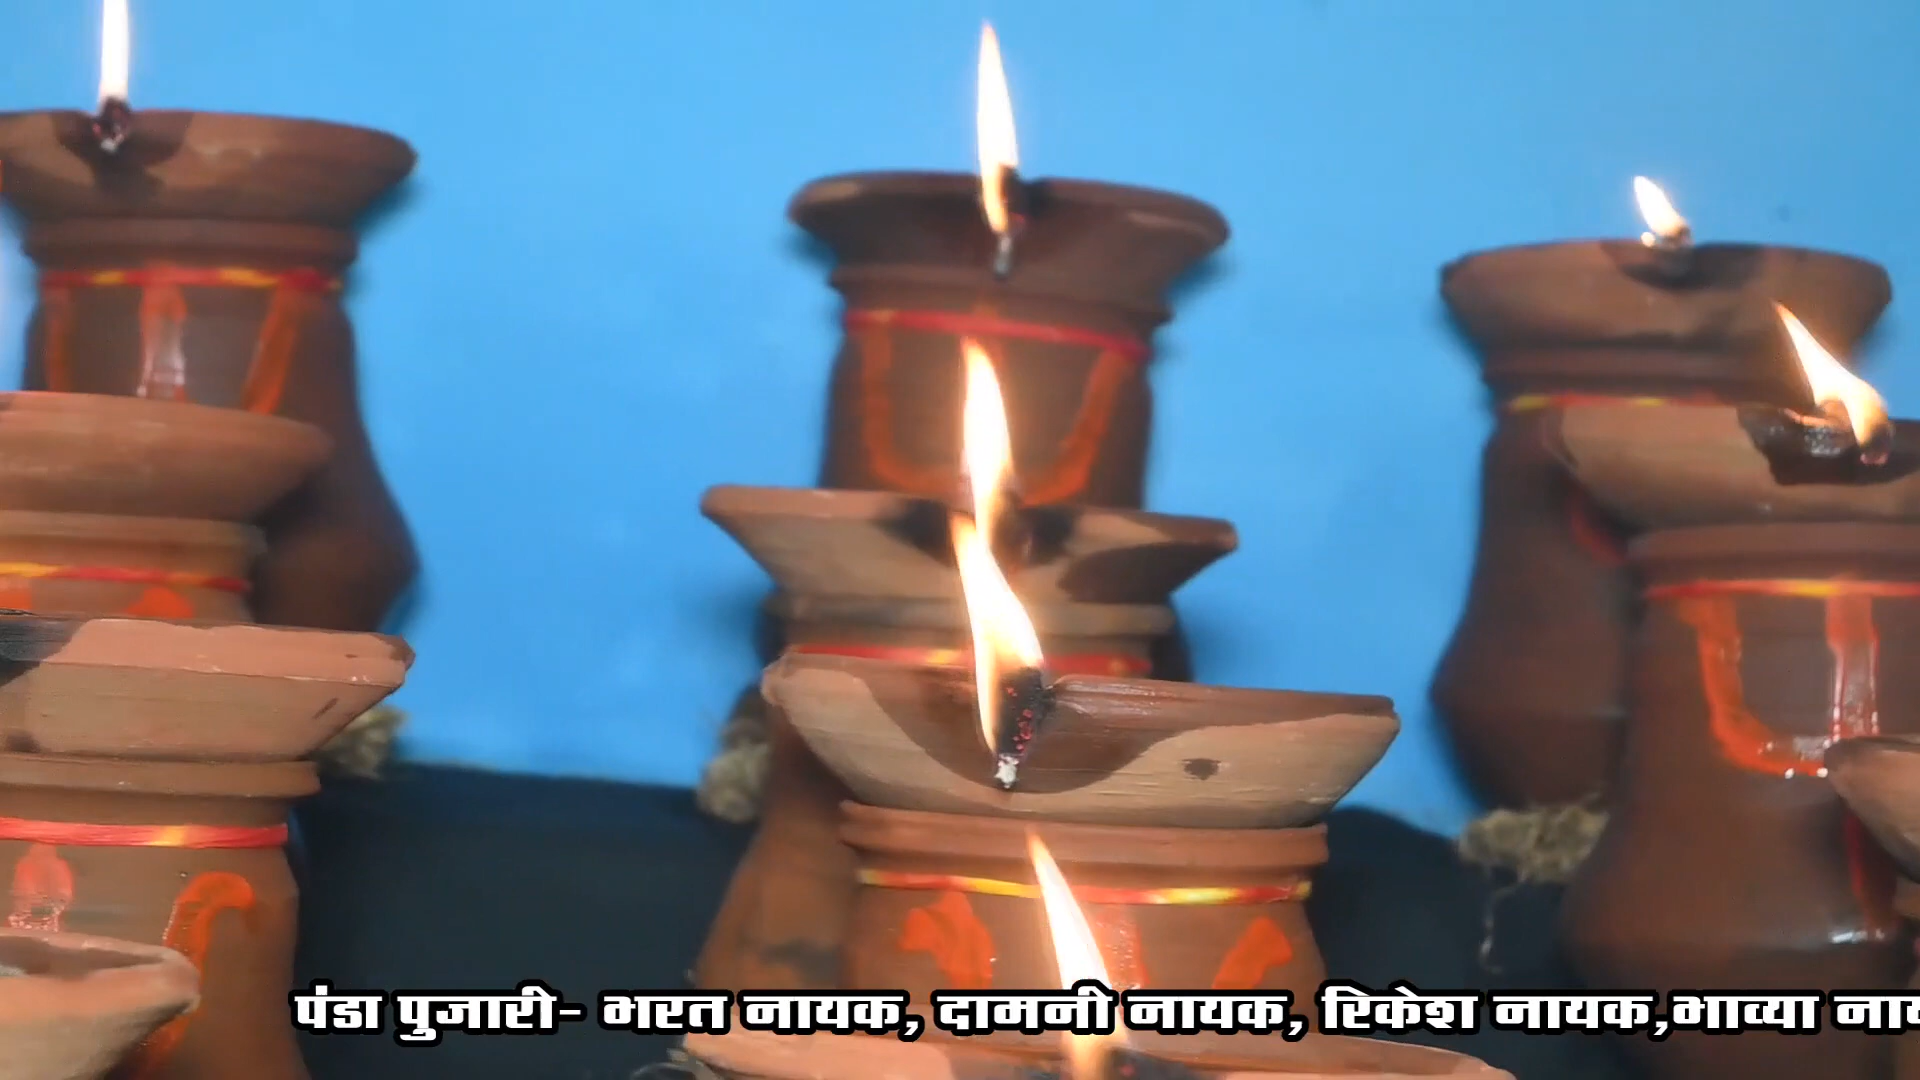 पंडा पुजारी- भरत नायक, दामनी नायक, रिकेश नायक,भाव्या